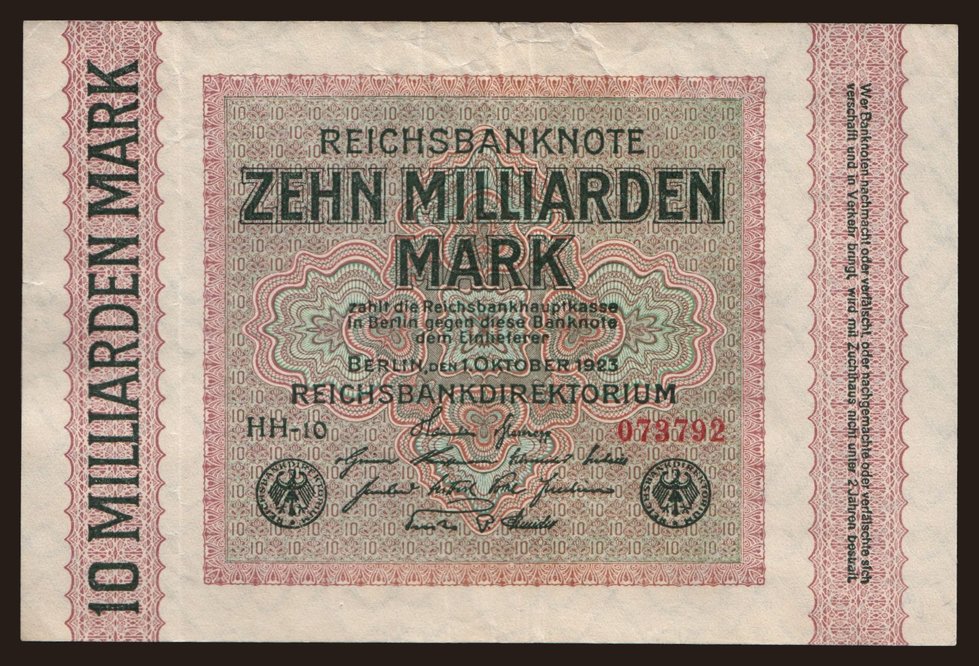 10 MILLIARDEN MARK
REICHSBANKNOTE
ZEHN MILLIARDEN
MARK
zahlt die Reichsbankhauptkasse
in Berlin gegen diese Banknote
dem Einlieferer
BERLIN, DEN 1. OKTOBER 1923
REICHSBANKDIREKTORIUM
HH-10
073792
REICHSBANKDIREKTORIUM
REICHSBANKDIREKTORIUM
Wer Banknoten nachmacht oder verfälscht oder nachgemachte oder verfälschte sich
verschafft und in Verkehr bringt, wird mit Zuchthaus nicht unter 2 Jahren bestraft.